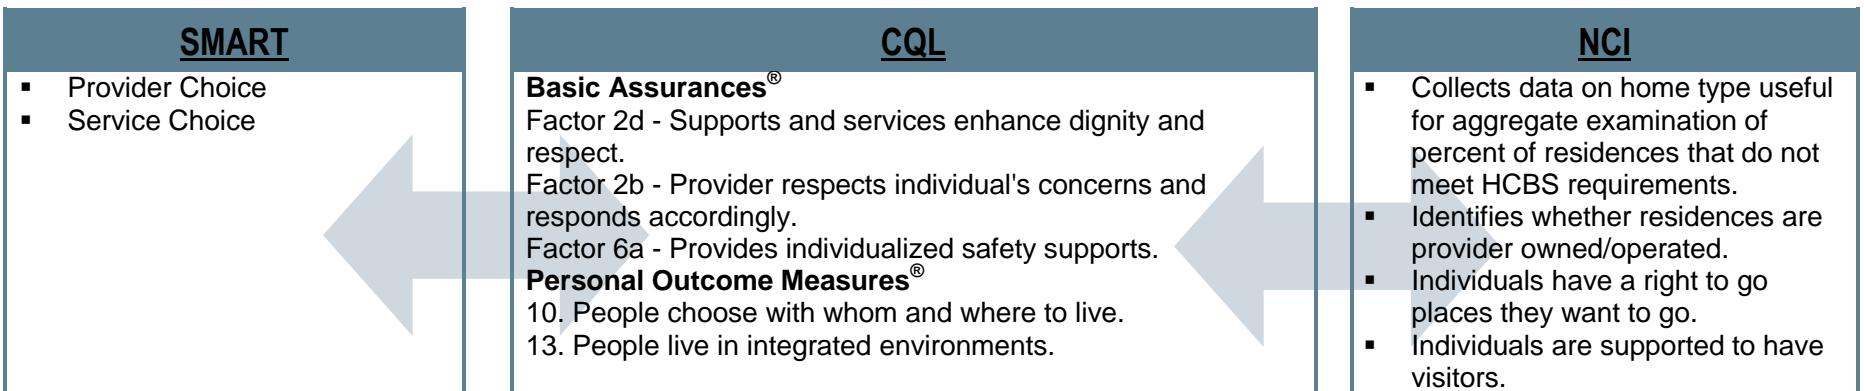 SMART
▪ Provider Choice
▪ Service Choice
CQL
Basic Assurances®
Factor 2d - Supports and services enhance dignity and
respect.
Factor 2b - Provider respects individual's concerns and
responds accordingly.
Factor 6a - Provides individualized safety supports.
Personal Outcome Measures®
10. People choose with whom and where to live.
13. People live in integrated environments.
NCI
▪ Collects data on home type useful
for aggregate examination of
percent of residences that do not
meet HCBS requirements.
▪ Identifies whether residences are
provider owned/operated.
▪ Individuals have a right to go
places they want to go.
▪ Individuals are supported to have
visitors.